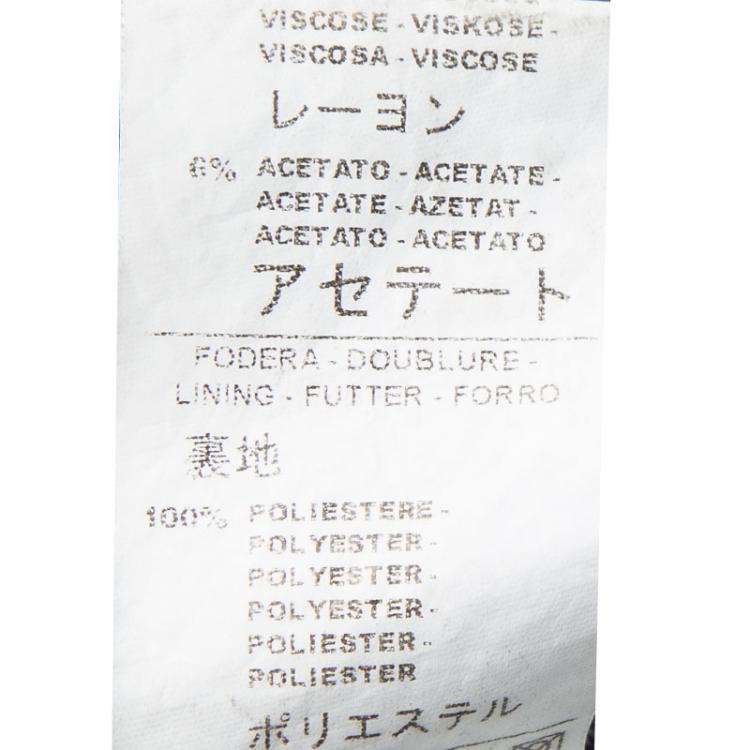 VISCOSE - VISKOSE -
VISCOSA - VISCOSE
レーヨン
6% ACETATO - ACETATE -
ACETATE - AZETAT -
ACETATO - ACETATO
アセテート
FODERA - DOUBLURE -
LINING - FUTTER - FORRO
裏地
100% POLIESTERE -
POLYESTER -
POLYESTER -
POLYESTER -
POLIESTER -
POLIESTER
ポリエステル